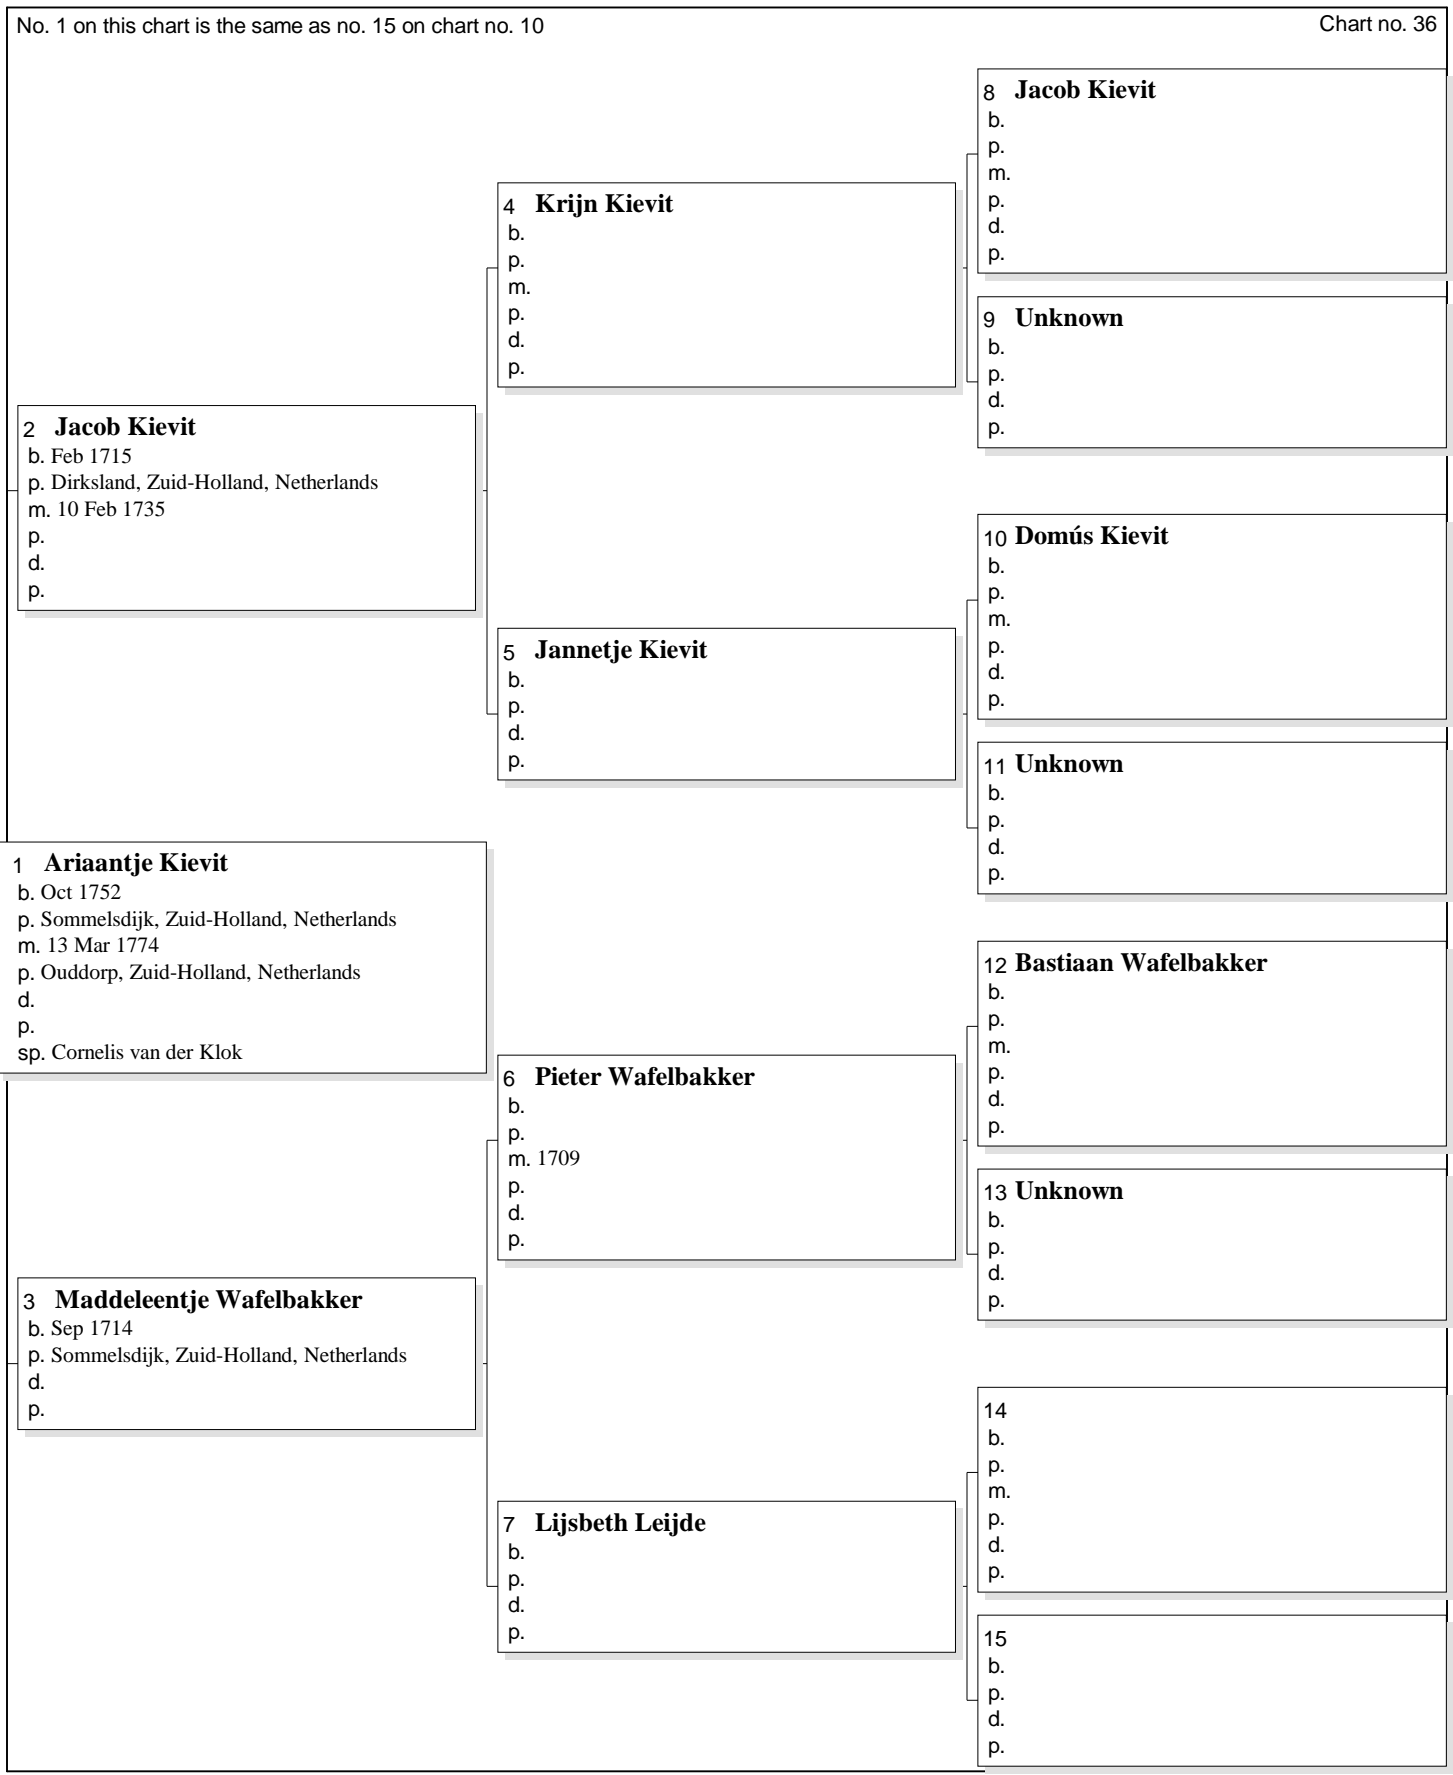 No. 1 on this chart is the same as no. 15 on chart no. 10
Chart no. 36
8 Jacob Kievit
b.
p.
m.
p.
d.
p.
4 Krijn Kievit
b.
p.
m.
p.
d.
p.
9 Unknown
b.
p.
d.
p.
2 Jacob Kievit
b. Feb 1715
p. Dirksland, Zuid-Holland, Netherlands
m. 10 Feb 1735
p.
d.
p.
10 Domús Kievit
b.
p.
m.
p.
d.
p.
5 Jannetje Kievit
b.
p.
d.
p.
11 Unknown
b.
p.
d.
p.
1 Ariaantje Kievit
b. Oct 1752
p. Sommelsdijk, Zuid-Holland, Netherlands
m. 13 Mar 1774
p. Ouddorp, Zuid-Holland, Netherlands
d.
p.
sp. Cornelis van der Klok
12 Bastiaan Wafelbakker
b.
p.
m.
p.
d.
p.
6 Pieter Wafelbakker
b.
p.
m. 1709
p.
d.
p.
13 Unknown
b.
p.
d.
p.
3 Maddeleentje Wafelbakker
b. Sep 1714
p. Sommelsdijk, Zuid-Holland, Netherlands
d.
p.
14
b.
p.
m.
p.
d.
p.
7 Lijsbeth Leijde
b.
p.
d.
p.
15
b.
p.
d.
p.